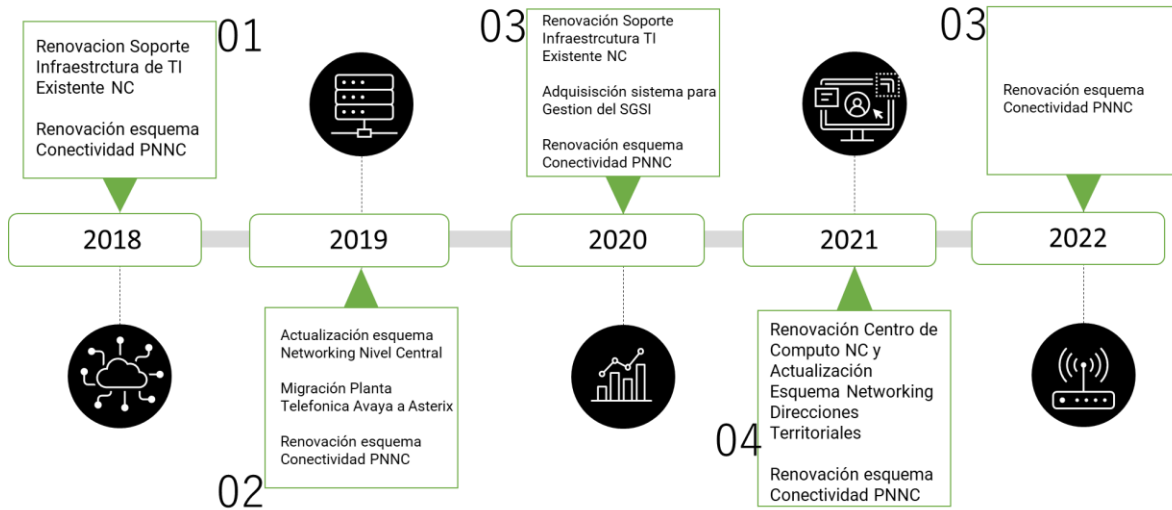 01
Renovacion Soporte
Infraestrctura de TI
Existente NC
Renovación esquema
Conectividad PNNC
03
Renovación Soporte
Infraestrcutura TI
Existente NC
Adquisisción sistema para
Gestion del SGSI
Renovación esquema
Conectividad PNNC
03
Renovación esquema
Conectividad PNNC
2018
2019
2020
2021
2022
02
Actualización esquema
Networking Nivel Central
Migración Planta
Telefonica Avaya a Asterix
Renovación esquema
Conectividad PNNC
04
Renovación Centro de
Computo NC y
Actualización
Esquema Networking
Direcciones
Territoriales
Renovación esquema
Conectividad PNNC